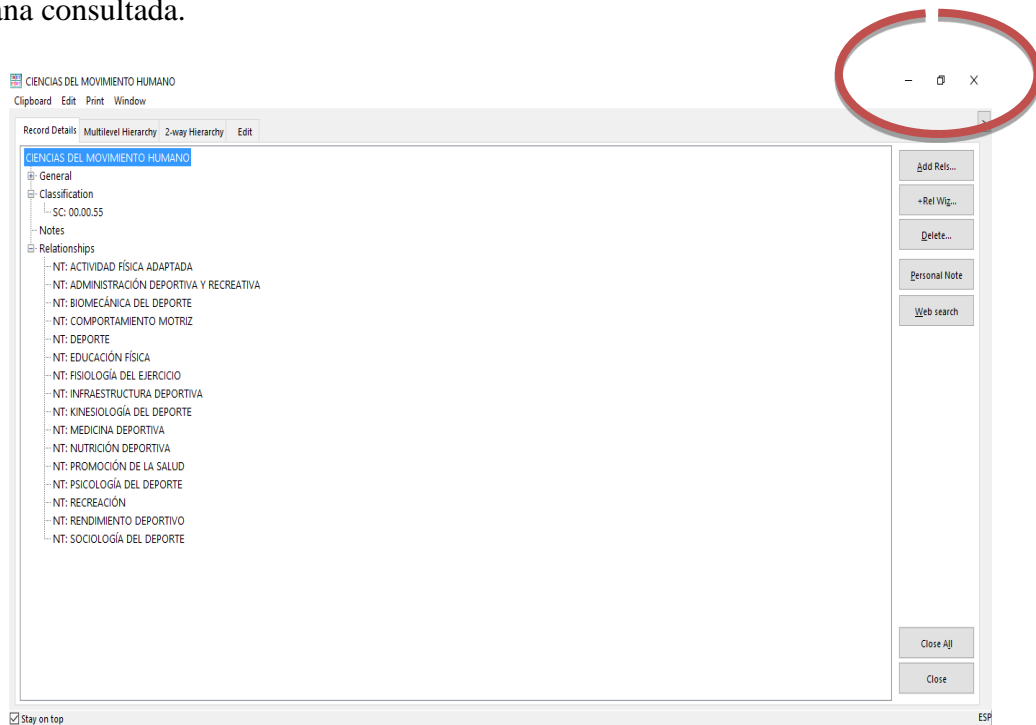 ana consultada.
CIENCIAS DEL MOVIMIENTO HUMANO
Clipboard Edit Print Window
Record Details Multilevel Hierarchy 2-way Hierarchy Edit
CIENCIAS DEL MOVIMIENTO HUMANO
General
Classification
SC: 00.00.55
Notes
Relationships
NT: ACTIVIDAD FÍSICA ADAPTADA
NT: ADMINISTRACIÓN DEPORTIVA Y RECREATIVA
NT: BIOMECÁNICA DEL DEPORTE
NT: COMPORTAMIENTO MOTRIZ
NT: DEPORTE
NT: EDUCACIÓN FÍSICA
NT: FISIOLOGÍA DEL EJERCICIO
NT: INFRAESTRUCTURA DEPORTIVA
NT: KINESIOLOGÍA DEL DEPORTE
NT: MEDICINA DEPORTIVA
NT: NUTRICIÓN DEPORTIVA
NT: PROMOCIÓN DE LA SALUD
NT: PSICOLOGÍA DEL DEPORTE
NT: RECREACIÓN
NT: RENDIMIENTO DEPORTIVO
NT: SOCIOLOGÍA DEL DEPORTE
Add Rels...
+Rel Wiz...
Delete...
Personal Note
Web search
Close All
Close
Stay on top
ESP